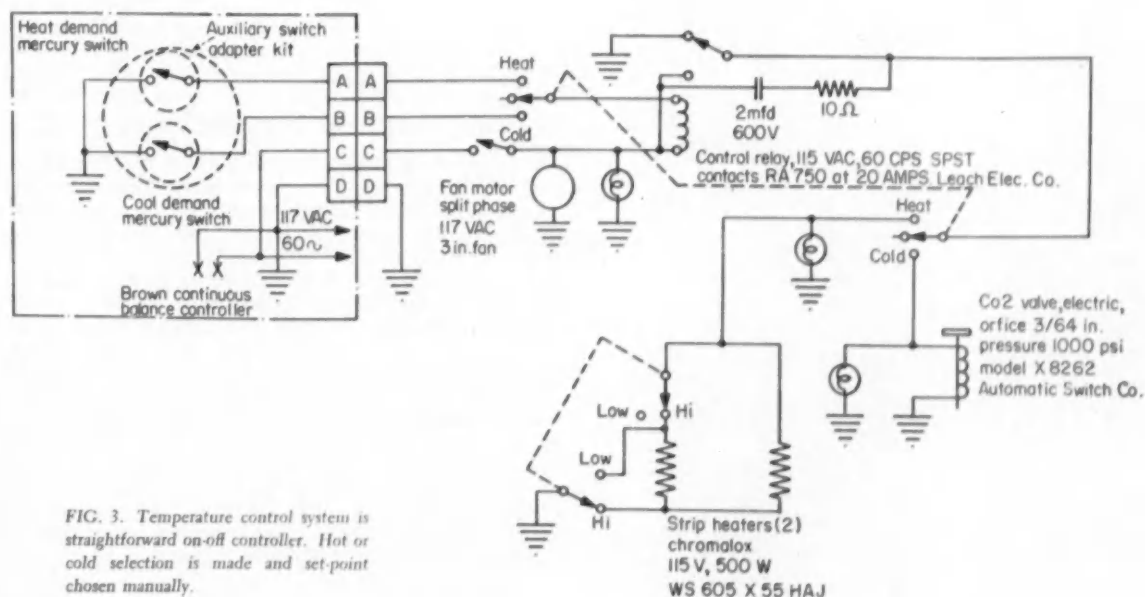 Heat demand
mercury switch
Auxiliary switch
adapter kit
A A
B B
C C
D D
Cool demand
mercury switch
117 VAC
60~
Brown continuous
balance controller
Heat
Cold
Fan motor
split phase
117 VAC
3 in. fan
2mfd
600V
10Ω
Control relay, 115 VAC, 60 CPS SPST
contacts RA 750 at 20 AMPS Leach Elec. Co.
Heat
Cold
Co2 valve, electric,
orfice 3/64 in.
pressure 1000 psi
model X 8262
Automatic Switch Co.
Low
Hi
Low
Hi
Strip heaters (2)
chromalox
115 V, 500 W
WS 605 X 55 HAJ
FIG. 3. Temperature control system is
straightforward on-off controller. Hot or
cold selection is made and set-point
chosen manually.